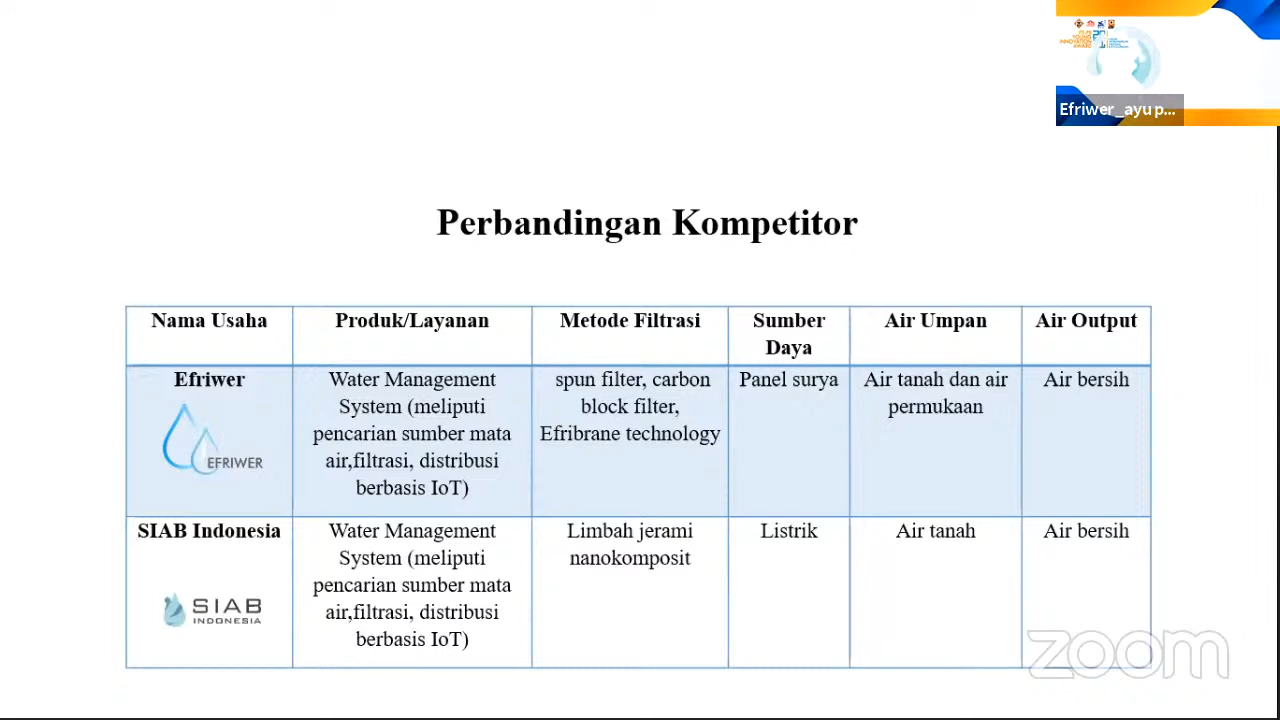 Efriwer_ayu p...
Perbandingan Kompetitor
Nama Usaha
Produk/Layanan
Metode Filtrasi
Sumber
Daya
Air Umpan
Air Output
Efriwer
EFRIWER
Water Management
System (meliputi
pencarian sumber mata
air,filtrasi, distribusi
berbasis IoT)
spun filter, carbon
block filter,
Efribrane technology
Panel surya
Air tanah dan air
permukaan
Air bersih
SIAB Indonesia
SIAB
INDONESIA
Water Management
System (meliputi
pencarian sumber mata
air,filtrasi, distribusi
berbasis IoT)
Limbah jerami
nanokomposit
Listrik
Air tanah
Air bersih
zoom